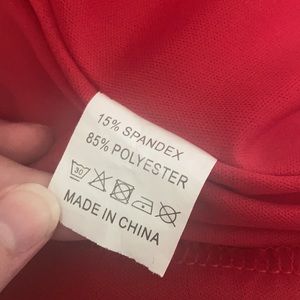 15% SPANDEX
85% POLYESTER
30
MADE IN CHINA